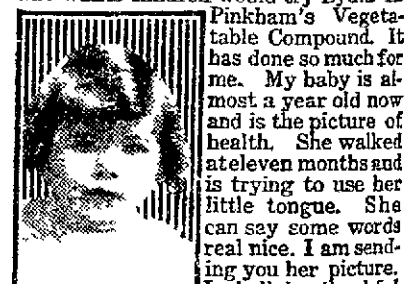 Pinkham's Vegeta-
table Compound. It
has done so much for
me. My baby is al-
most a year old now
and is the picture of
health. She walked
at eleven months and
is trying to use her
little tongue. She
can say some words
real nice. I am send-
ing you her picture.